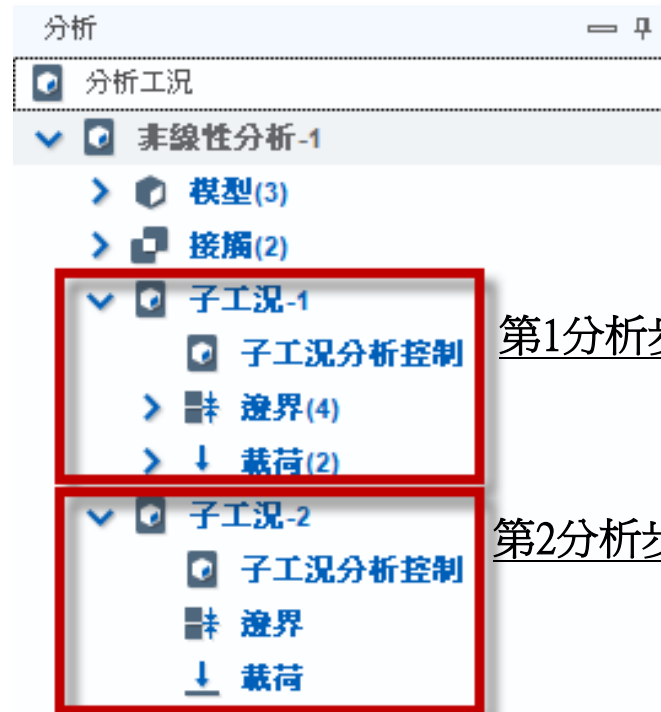 分析
分析工況
非線性分析-1
模型(3)
接觸(2)
子工況-1
子工況分析控制
邊界(4)
載荷(2)
第1分析步
子工況-2
子工況分析控制
邊界
載荷
第2分析步